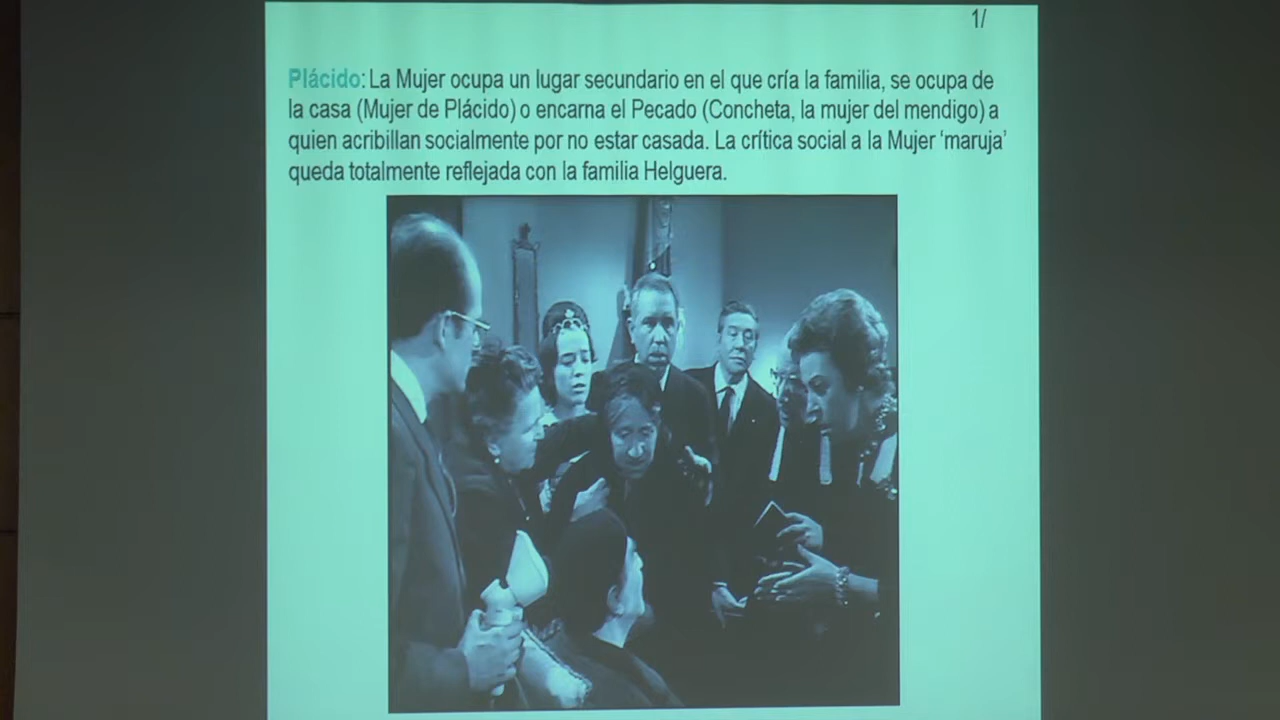 1/
Plácido: La Mujer ocupa un lugar secundario en el que cría la familia, se ocupa de
la casa (Mujer de Plácido) o encarna el Pecado (Concheta, la mujer del mendigo) a
quien acribillan socialmente por no estar casada. La crítica social a la Mujer ‘maruja’
queda totalmente reflejada con la familia Helguera.